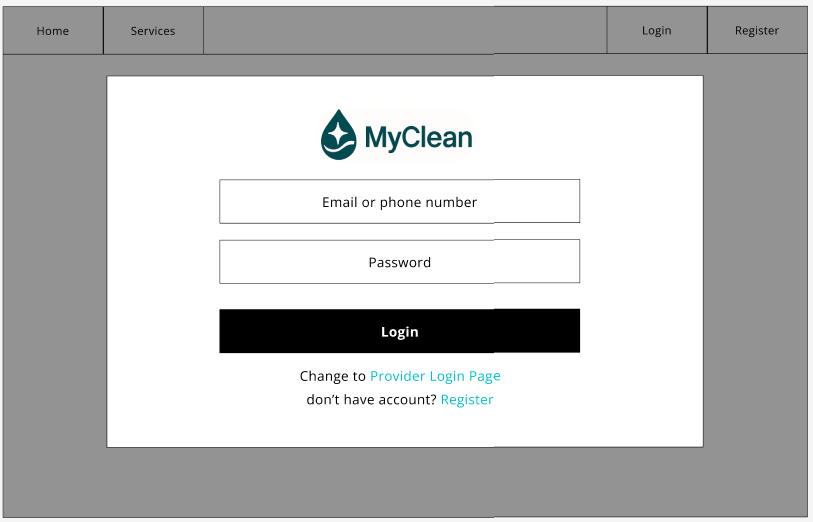 Home
Services
Login
Register
MyClean
Email or phone number
Password
Login
Change to Provider Login Page
don’t have account? Register